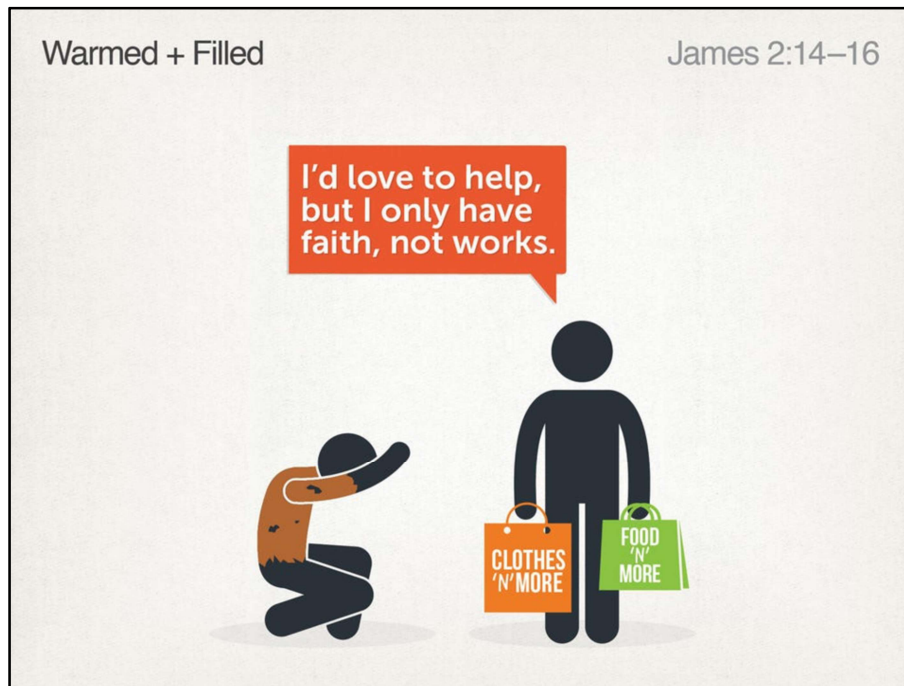 Warmed + Filled
James 2:14–16
I'd love to help,
but I only have
faith, not works.
CLOTHES
'N' MORE
FOOD
'N'
MORE